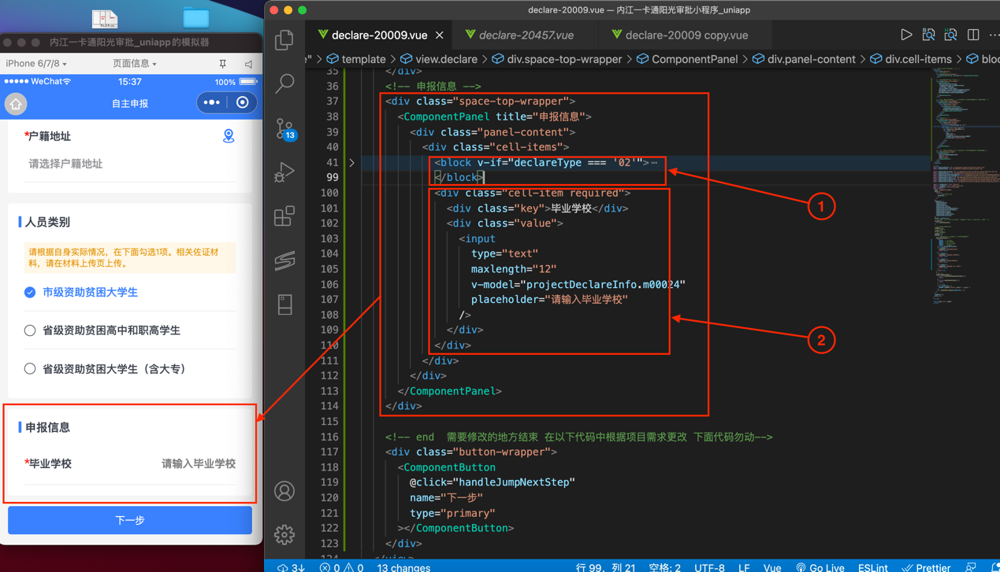 XLSX
内江一卡通阳光审批_uniapp的模拟器
iPhone 6/7/8
页面信息
WeChat
15:37
100%
自主申报
*户籍地址
请选择户籍地址
人员类别
请根据自身实际情况，在下面勾选1项。相关佐证材
料，请在材料上传页上传。
市级资助贫困大学生
省级资助贫困高中和职高学生
省级资助贫困大学生（含大专）
申报信息
*毕业学校
请输入毕业学校
下一步
declare-20009.vue — 内江一卡通阳光审批小程序_uniapp
declare-20009.vue
declare-20457.vue
declare-20009 copy.vue
e" > template > view.declare > div.space-top-wrapper > ComponentPanel > div.panel-content > div.cell-items > bloc
13
35 </div>
36 <!-- 申报信息 -->
37 <div class="space-top-wrapper">
38 <ComponentPanel title="申报信息">
39 <div class="panel-content">
40 <div class="cell-items">
41 <block v-if="declareType === '02'">…
99 </block>
100 <div class="cell-item required">
101 <div class="key">毕业学校</div>
102 <div class="value">
103 <input
104 type="text"
105 maxlength="12"
106 v-model="projectDeclareInfo.m00024"
107 placeholder="请输入毕业学校"
108 />
109 </div>
110 </div>
111 </div>
112 </div>
113 </ComponentPanel>
114 </div>
115
116 <!-- end  需要修改的地方结束 在以下代码中根据项目需求更改 下面代码勿动-->
117 <div class="button-wrapper">
118 <ComponentButton
119 @click="handleJumpNextStep"
120 name="下一步"
121 type="primary"
122 ></ComponentButton>
123 </div>
124 </view>
1
2
3↓
0
0
13 changes
行 99，列 21
空格: 2
UTF-8
LF
Vue
Go Live
ESLint
Prettier